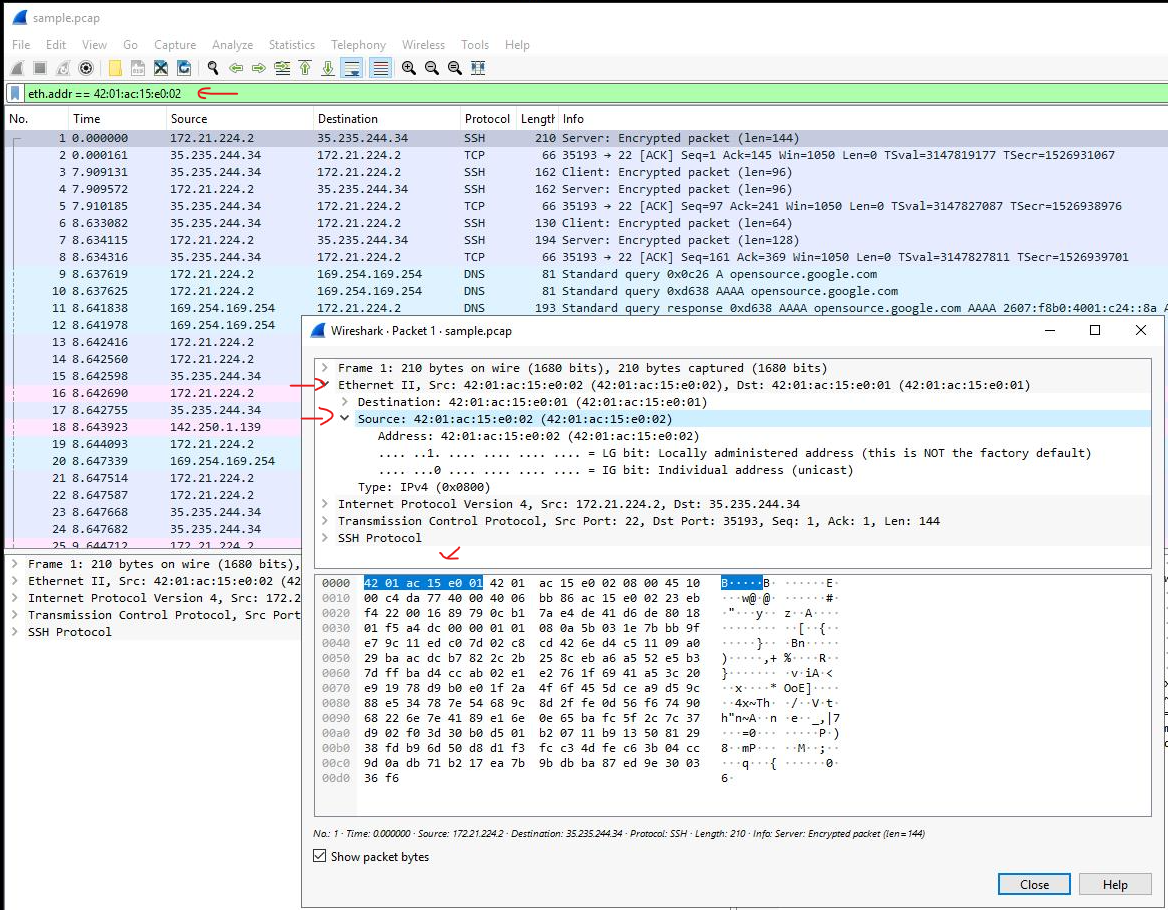 sample.pcap
File Edit View Go Capture Analyze Statistics Telephony Wireless Tools Help
eth.addr == 42:01:ac:15:e0:02
No. Time Source Destination Protocol Length Info
1 0.000000 172.21.224.2 35.235.244.34 SSH 210 Server: Encrypted packet (len=144)
2 0.000161 35.235.244.34 172.21.224.2 TCP 66 35193 → 22 [ACK] Seq=1 Ack=145 Win=1050 Len=0 TSval=3147819177 TSecr=1526931067
3 7.909131 35.235.244.34 172.21.224.2 SSH 162 Client: Encrypted packet (len=96)
4 7.909572 172.21.224.2 35.235.244.34 SSH 162 Server: Encrypted packet (len=96)
5 7.910185 35.235.244.34 172.21.224.2 TCP 66 35193 → 22 [ACK] Seq=97 Ack=241 Win=1050 Len=0 TSval=3147827087 TSecr=1526938976
6 8.633082 35.235.244.34 172.21.224.2 SSH 130 Client: Encrypted packet (len=64)
7 8.634115 172.21.224.2 35.235.244.34 SSH 194 Server: Encrypted packet (len=128)
8 8.634316 35.235.244.34 172.21.224.2 TCP 66 35193 → 22 [ACK] Seq=161 Ack=369 Win=1050 Len=0 TSval=3147827811 TSecr=1526939701
9 8.637619 172.21.224.2 169.254.169.254 DNS 81 Standard query 0x0c26 A opensource.google.com
10 8.637625 172.21.224.2 169.254.169.254 DNS 81 Standard query 0xd638 AAAA opensource.google.com
11 8.641838 169.254.169.254 172.21.224.2 DNS 193 Standard query response 0xd638 AAAA opensource.google.com AAAA 2607:f8b0:4001:c24::8a A
12 8.641978 169.254.169.254
13 8.642416 172.21.224.2
14 8.642560 172.21.224.2
15 8.642598 35.235.244.34
16 8.642690 172.21.224.2
17 8.642755 35.235.244.34
18 8.643923 142.250.1.139
19 8.644093 172.21.224.2
20 8.647339 169.254.169.254
21 8.647514 172.21.224.2
22 8.647587 172.21.224.2
23 8.647668 35.235.244.34
24 8.647682 35.235.244.34
25 9.644712 172.21.224.2
Frame 1: 210 bytes on wire (1680 bits),
Ethernet II, Src: 42:01:ac:15:e0:02 (42
Internet Protocol Version 4, Src: 172.2
Transmission Control Protocol, Src Port
SSH Protocol
Wireshark · Packet 1 · sample.pcap
Frame 1: 210 bytes on wire (1680 bits), 210 bytes captured (1680 bits)
Ethernet II, Src: 42:01:ac:15:e0:02 (42:01:ac:15:e0:02), Dst: 42:01:ac:15:e0:01 (42:01:ac:15:e0:01)
Destination: 42:01:ac:15:e0:01 (42:01:ac:15:e0:01)
Source: 42:01:ac:15:e0:02 (42:01:ac:15:e0:02)
Address: 42:01:ac:15:e0:02 (42:01:ac:15:e0:02)
.... ..1. .... .... .... .... = LG bit: Locally administered address (this is NOT the factory default)
.... ...0 .... .... .... .... = IG bit: Individual address (unicast)
Type: IPv4 (0x0800)
Internet Protocol Version 4, Src: 172.21.224.2, Dst: 35.235.244.34
Transmission Control Protocol, Src Port: 22, Dst Port: 35193, Seq: 1, Ack: 1, Len: 144
SSH Protocol
0000 42 01 ac 15 e0 01 42 01 ac 15 e0 02 08 00 45 10 B·····B· ······E·
0010 00 c4 da 77 40 00 40 06 bb 86 ac 15 e0 02 23 eb ···w@·@· ······#·
0020 f4 22 00 16 89 79 0c b1 7a e4 de 41 d6 de 80 18 ·"···y·· z··A····
0030 01 f5 a4 dc 00 00 01 01 08 0a 5b 03 1e 7b bb 9f ········ ··[··{··
0040 e7 9c 11 ed c0 7d 02 c8 cd 42 6e d4 c5 11 09 a0 ·····}·· ·Bn·····
0050 29 ba ac dc b7 82 2c 2b 25 8c eb a6 a5 52 e5 b3 )·····,+ %····R··
0060 7d ff ba d4 cc ab 02 e1 e2 76 1f 69 41 a5 3c 20 }······· ·v·iA·<
0070 e9 19 78 d9 b0 e0 1f 2a 4f 6f 45 5d ce a9 d5 9c ··x····* OoE]····
0080 88 e5 34 78 7e 54 68 9c 8d 2f fe 0d 56 f6 74 90 ··4x~Th· ·/··V·t·
0090 68 22 6e 7e 41 89 e1 6e 0e 65 ba fc 5f 2c 7c 37 h"n~A··n ·e··_,|7
00a0 d9 02 f0 3d 30 b0 d5 01 b2 07 11 b9 13 50 81 29 ···=0··· ·····P·)
00b0 38 fd b9 6d 50 d8 d1 f3 fc c3 4d fe c6 3b 04 cc 8··mP··· ··M··;··
00c0 9d 0a db 71 b2 17 ea 7b 9b db ba 87 ed 9e 30 03 ···q···{ ······0·
00d0 36 f6 6·
No.: 1 · Time: 0.000000 · Source: 172.21.224.2 · Destination: 35.235.244.34 · Protocol: SSH · Length: 210 · Info: Server: Encrypted packet (len=144)
Show packet bytes
Close Help